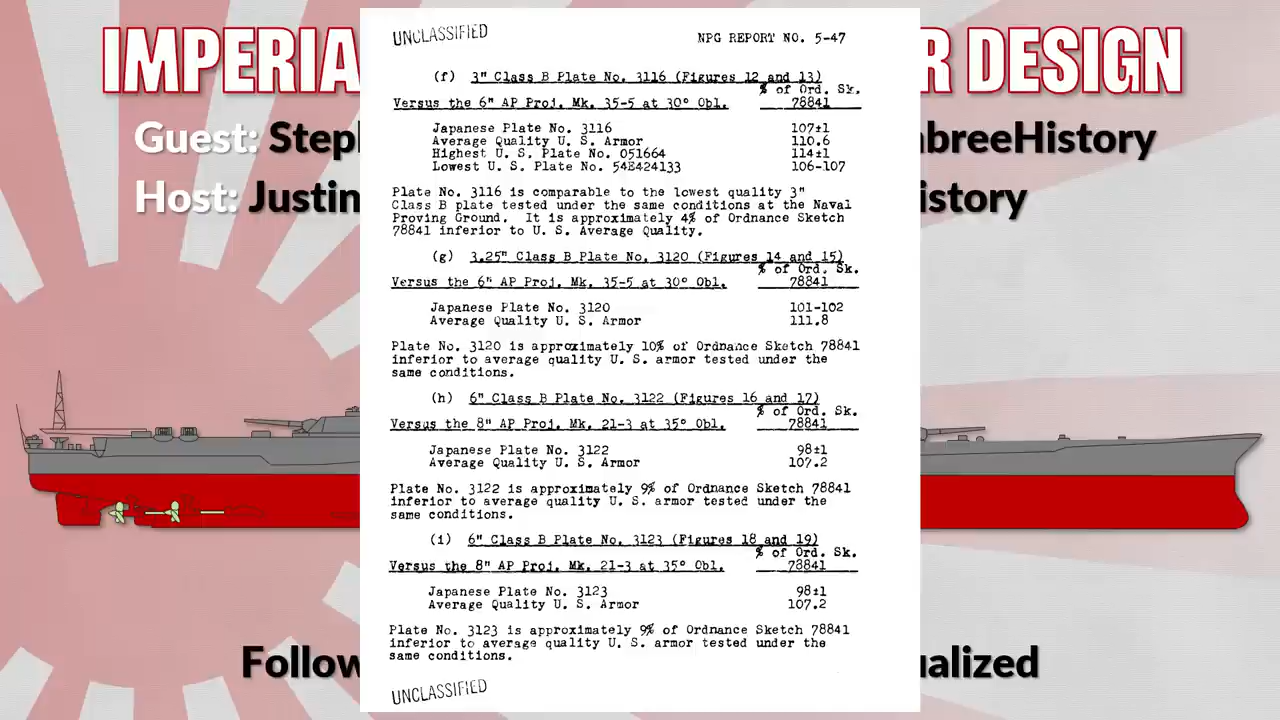 IMPERIA
R DESIGN
Guest: Steph
breeHistory
Host: Justin
istory
Follow
ualized
UNCLASSIFIED
NPG REPORT NO. 5-47
(f) 3" Class B Plate No. 3116 (Figures 12 and 13)
% of Ord. Sk.
Versus the 6" AP Proj. Mk. 35-5 at 30° Obl. 78841
Japanese Plate No. 3116 107±1
Average Quality U. S. Armor 110.6
Highest U. S. Plate No. 051664 114±1
Lowest U. S. Plate No. 548424133 106-107
Plate No. 3116 is comparable to the lowest quality 3"
Class B plate tested under the same conditions at the Naval
Proving Ground. It is approximately 4% of Ordnance Sketch
78841 inferior to U. S. Average Quality.
(g) 3.25" Class B Plate No. 3120 (Figures 14 and 15)
% of Ord. Sk.
Versus the 6" AP Proj. Mk. 35-5 at 30° Obl. 78841
Japanese Plate No. 3120 101-102
Average Quality U. S. Armor 111.8
Plate No. 3120 is approximately 10% of Ordnance Sketch 78841
inferior to average quality U. S. armor tested under the
same conditions.
(h) 6" Class B Plate No. 3122 (Figures 16 and 17)
% of Ord. Sk.
Versus the 8" AP Proj. Mk. 21-3 at 35° Obl. 78841
Japanese Plate No. 3122 98±1
Average Quality U. S. Armor 107.2
Plate No. 3122 is approximately 9% of Ordnance Sketch 78841
inferior to average quality U. S. armor tested under the
same conditions.
(i) 6" Class B Plate No. 3123 (Figures 18 and 19)
% of Ord. Sk.
Versus the 8" AP Proj. Mk. 21-3 at 35° Obl. 78841
Japanese Plate No. 3123 98±1
Average Quality U. S. Armor 107.2
Plate No. 3123 is approximately 9% of Ordnance Sketch 78841
inferior to average quality U. S. armor tested under the
same conditions.
UNCLASSIFIED